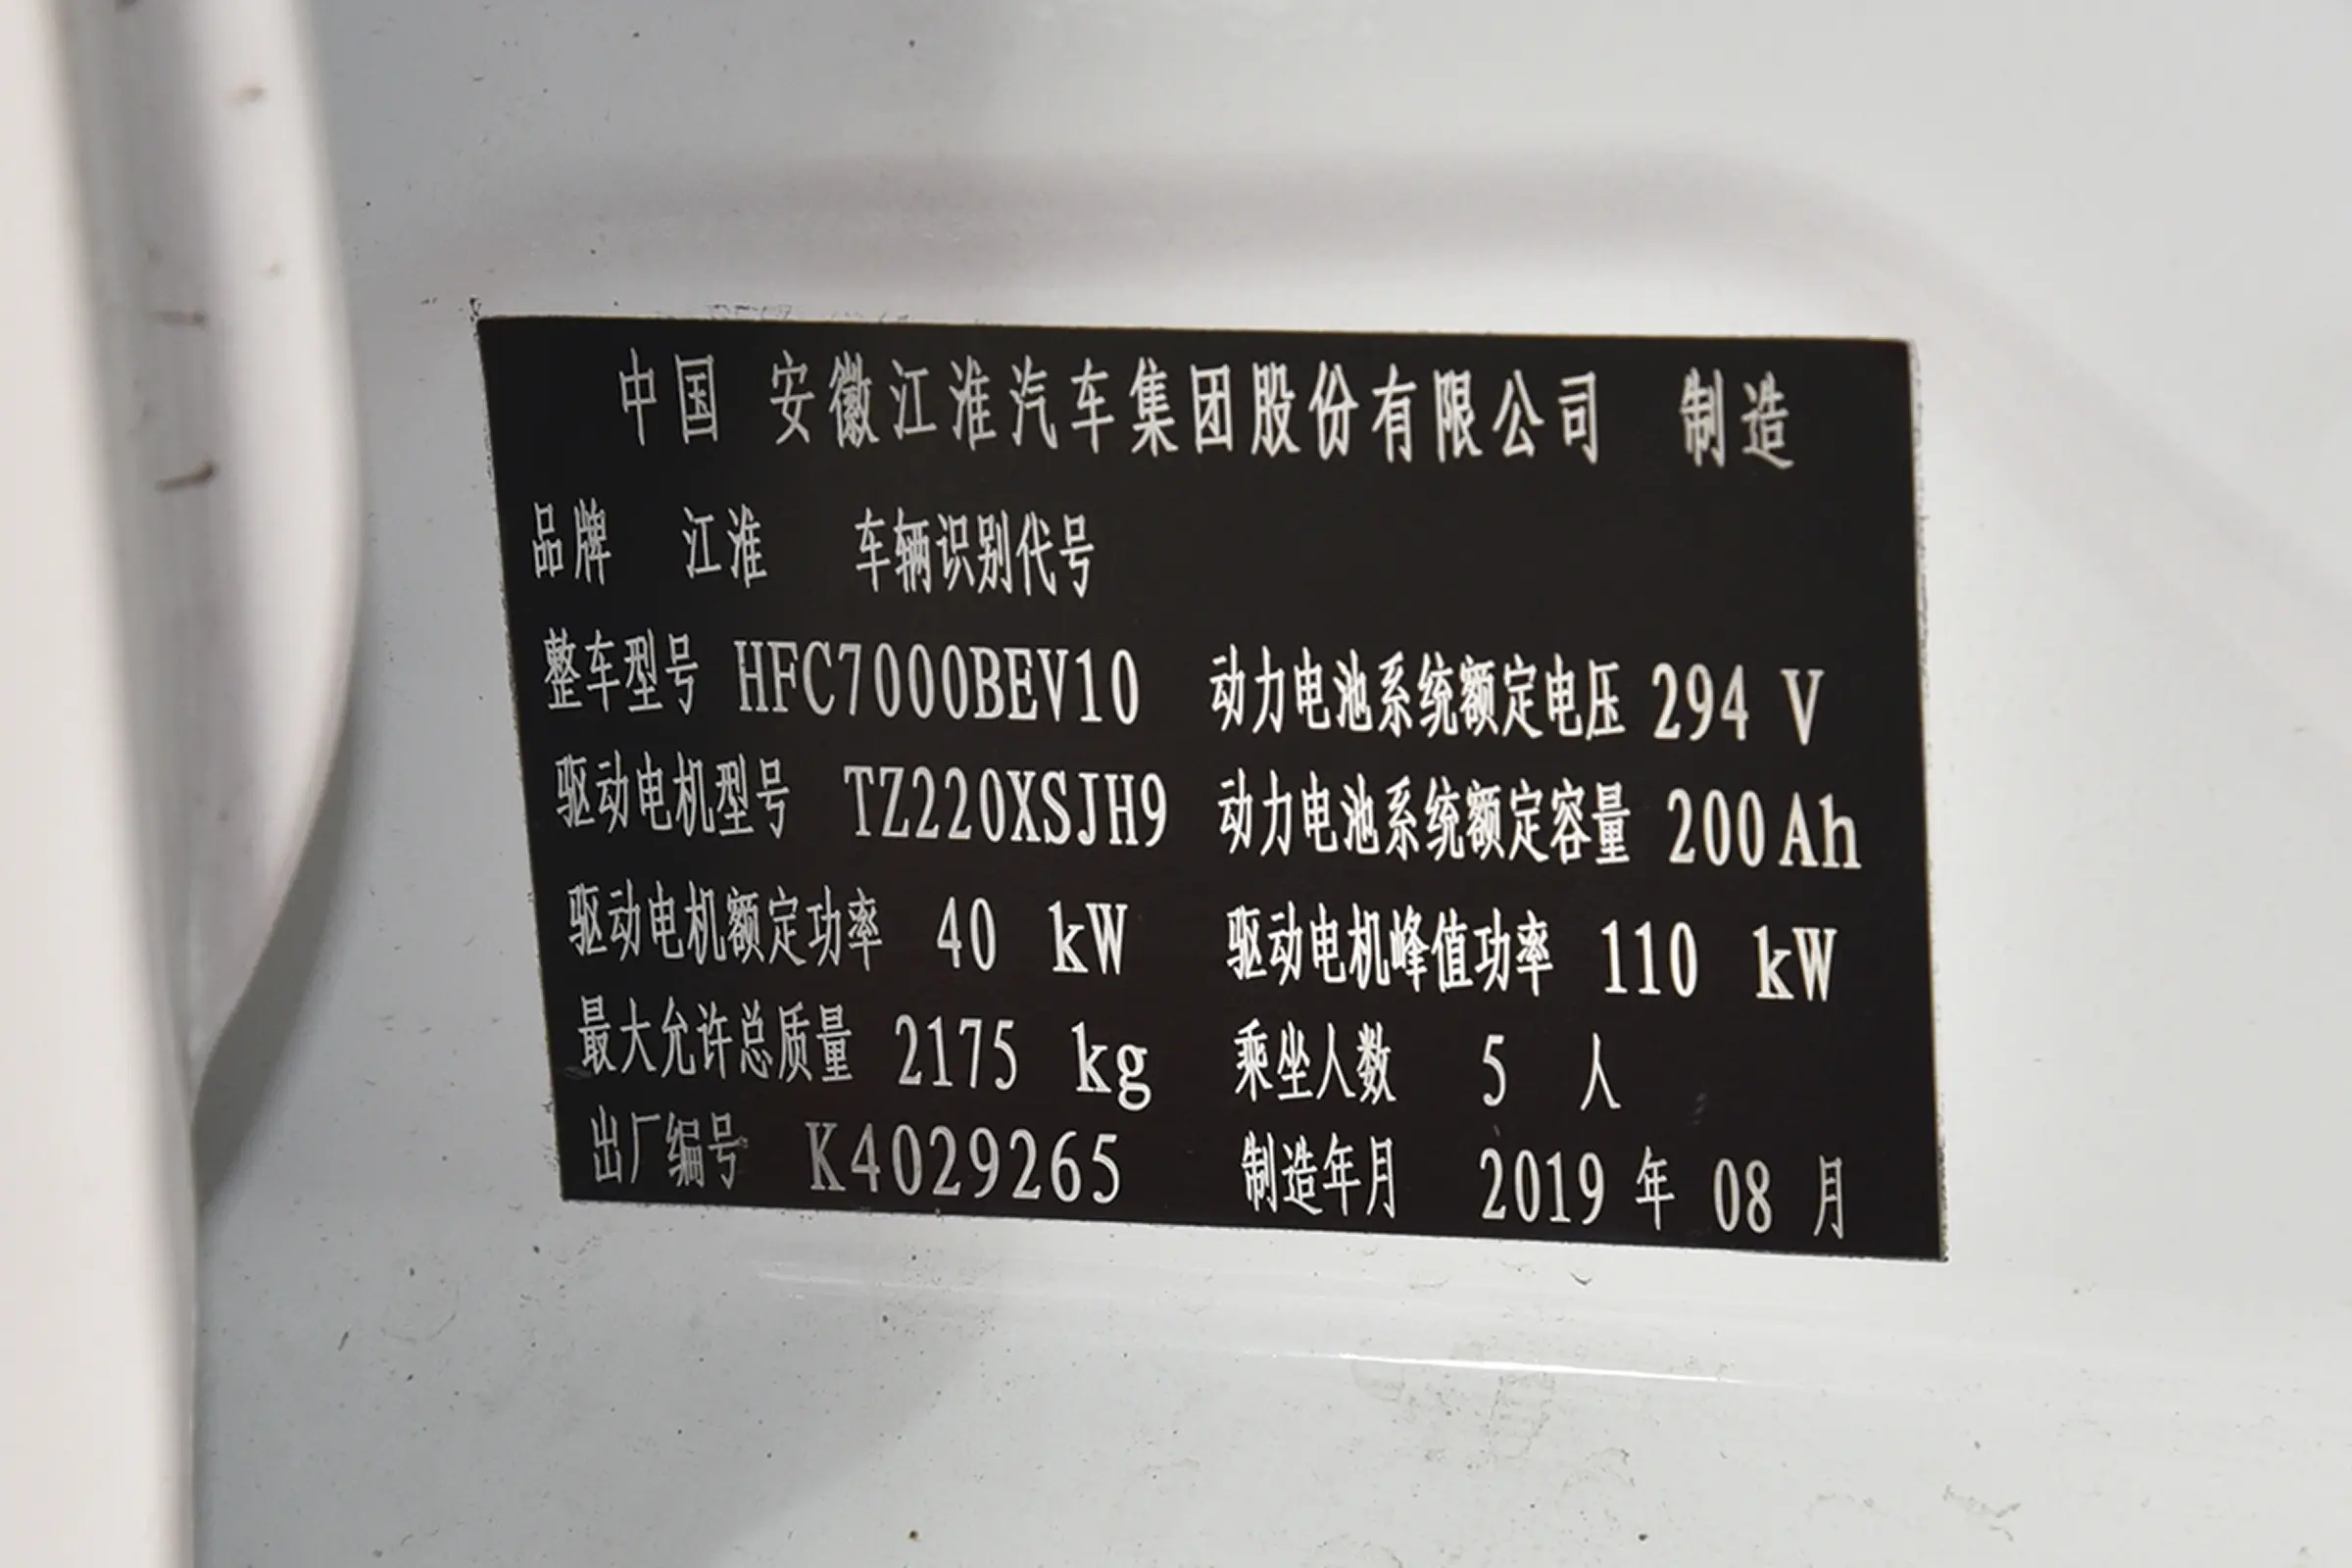 中国 安徽江淮汽车集团股份有限公司 制造
品牌 江淮 车辆识别代号
整车型号 HFC7000BEV10 动力电池系统额定电压 294 V
驱动电机型号 TZ220XSJH9 动力电池系统额定容量 200Ah
驱动电机额定功率 40 kW 驱动电机峰值功率 110 kW
最大允许总质量 2175 kg 乘坐人数 5 人
出厂编号 K4029265 制造年月 2019 年 08 月